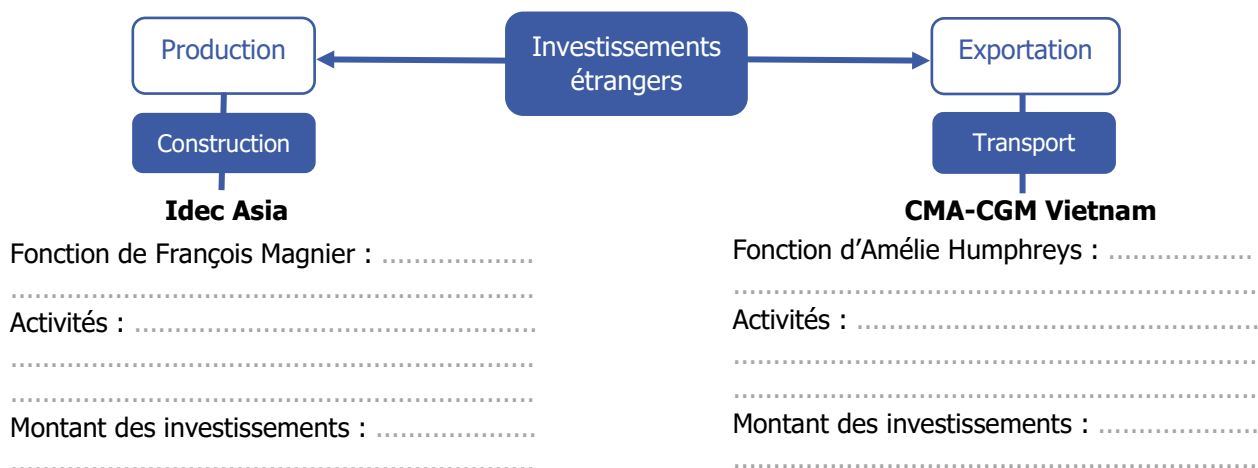 Production
Investissements
étrangers
Exportation
Construction
Transport
Idec Asia
Fonction de François Magnier : ...................
.................................................................
Activités : ..................................................
.................................................................
.................................................................
Montant des investissements : ....................
.................................................................
CMA-CGM Vietnam
Fonction d’Amélie Humphreys : ..................
.................................................................
Activités : ..................................................
.................................................................
.................................................................
Montant des investissements : ....................
.................................................................